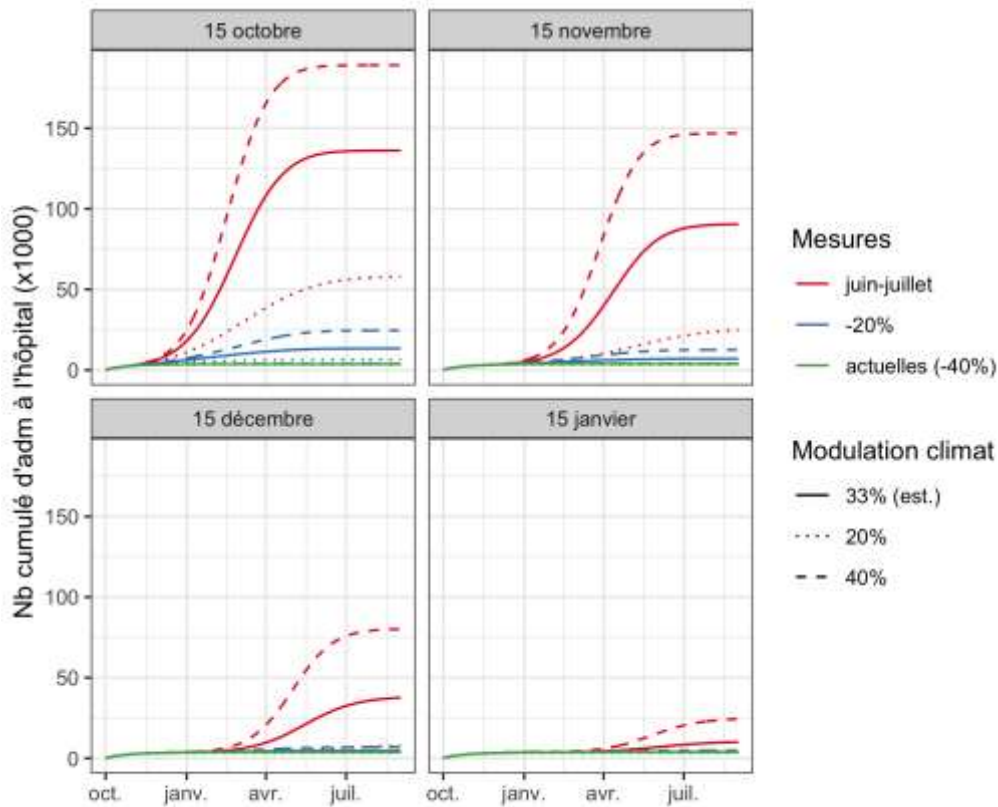 15 octobre
15 novembre
150
100
50
0
15 décembre
15 janvier
150
100
50
0
oct. janv. avr. juil.
oct. janv. avr. juil.
Nb cumulé d'adm à l'hôpital (x1000)
Mesures
juin-juillet
-20%
actuelles (-40%)
Modulation climat
33% (est.)
20%
40%